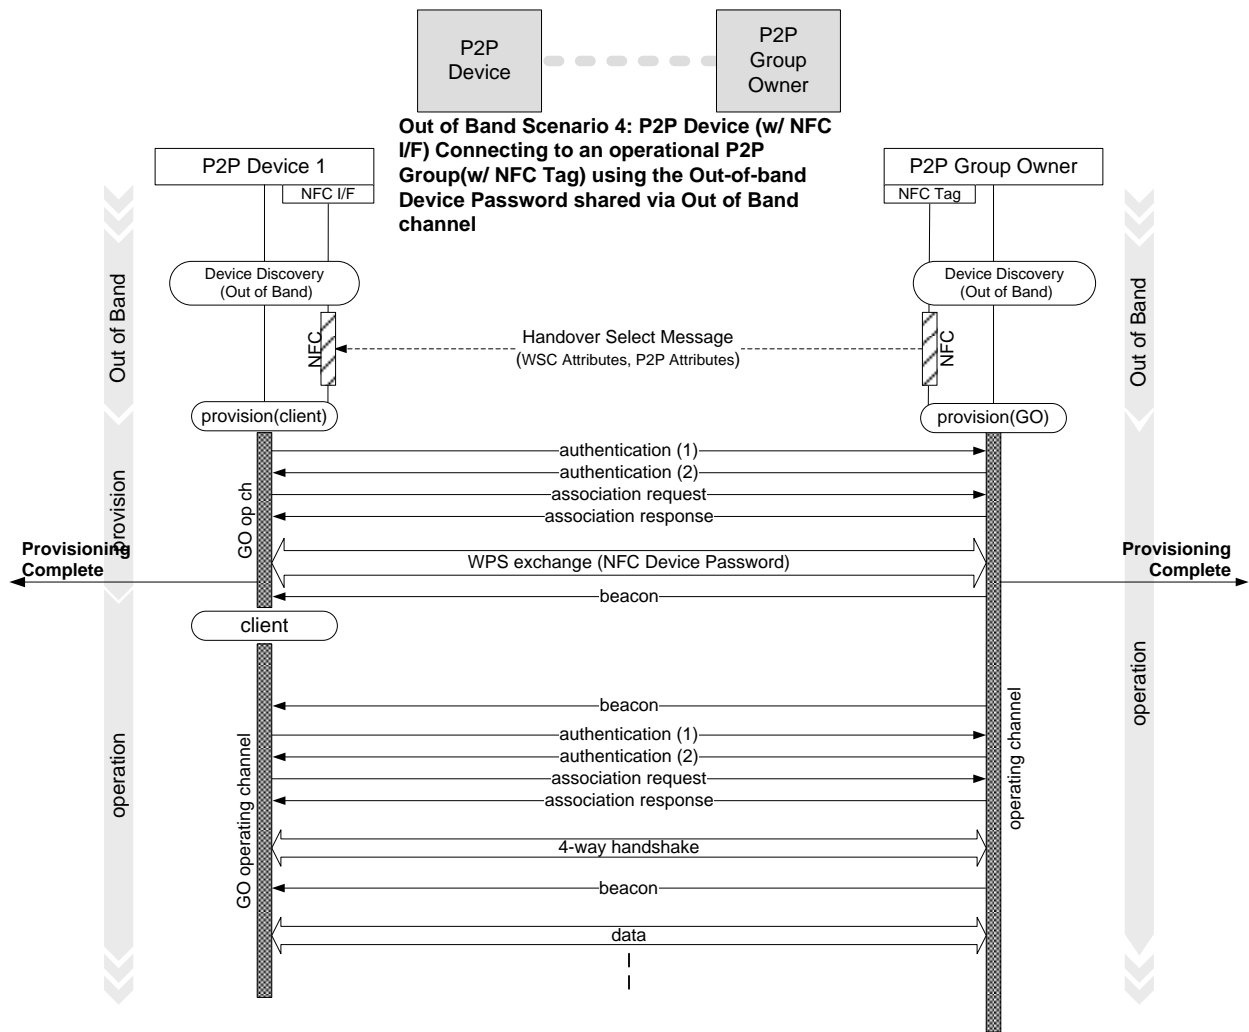 P2P
Device
P2P
Group
Owner
Out of Band Scenario 4: P2P Device (w/ NFC
I/F) Connecting to an operational P2P
Group(w/ NFC Tag) using the Out-of-band
Device Password shared via Out of Band
channel
P2P Device 1
NFC I/F
P2P Group Owner
NFC Tag
Out of Band
Device Discovery
(Out of Band)
Device Discovery
(Out of Band)
Out of Band
NFC
Handover Select Message
(WSC Attributes, P2P Attributes)
NFC
provision(client)
provision(GO)
provision
GO op ch
authentication (1)
authentication (2)
association request
association response
Provisioning
Complete
WPS exchange (NFC Device Password)
Provisioning
Complete
beacon
client
operation
GO operating channel
operating channel
operation
beacon
authentication (1)
authentication (2)
association request
association response
4-way handshake
beacon
data